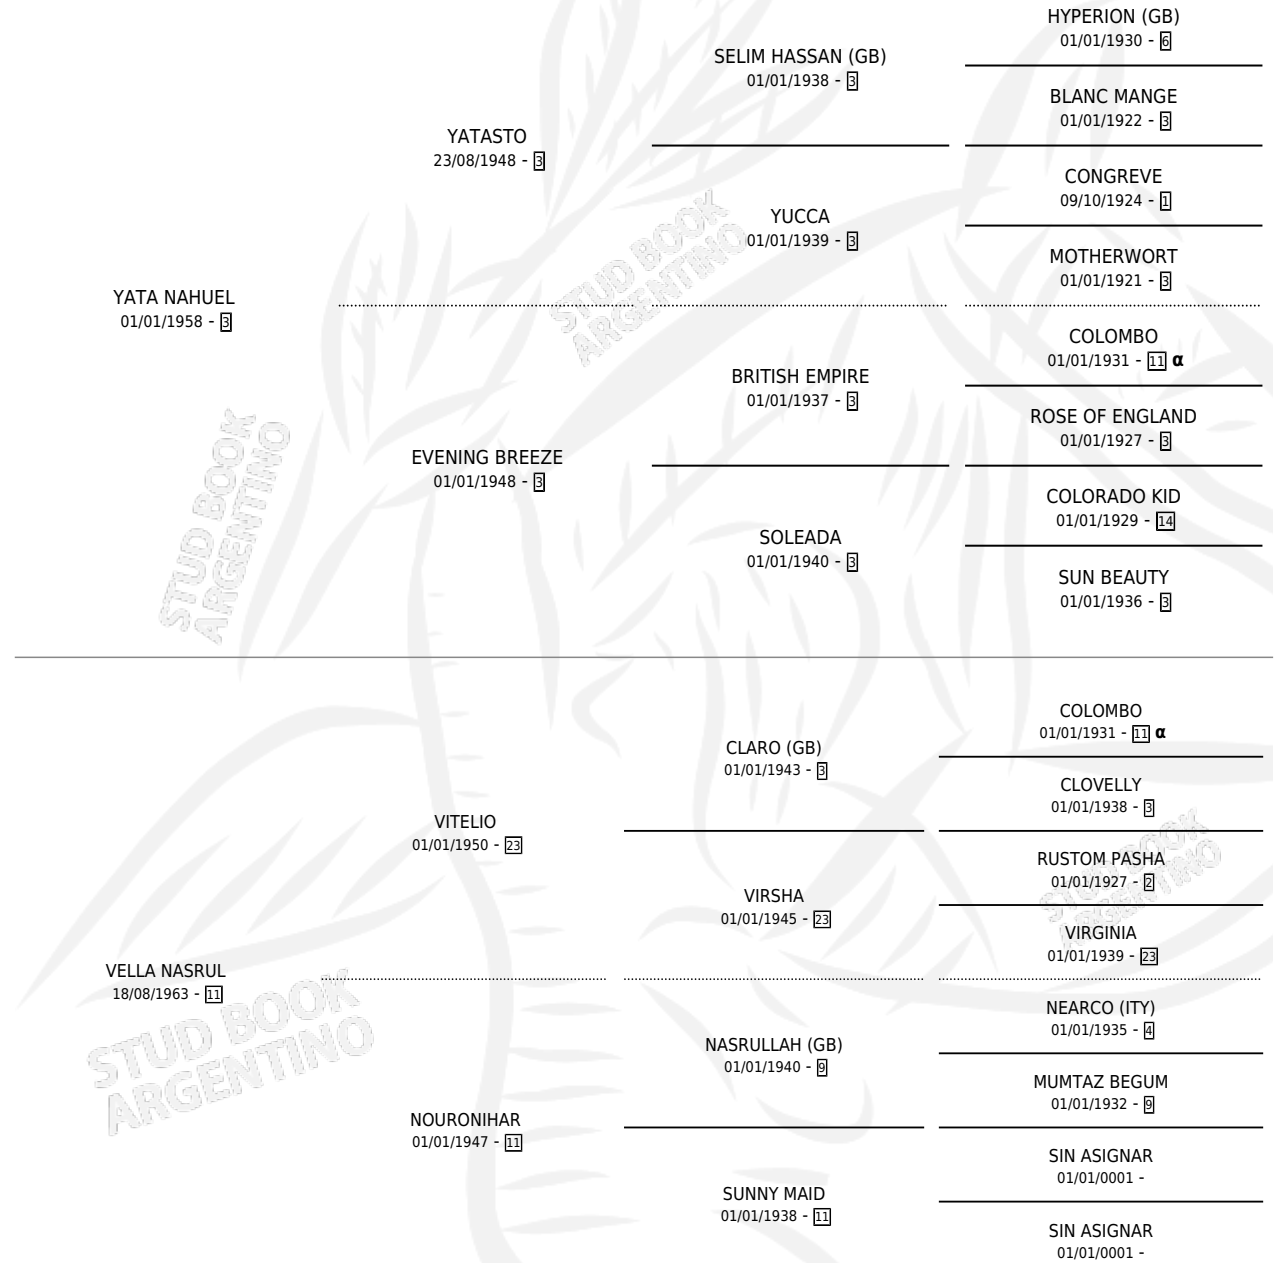 HYPERION (GB)
01/01/1930 - 6
SELIM HASSAN (GB)
01/01/1938 - 3
BLANC MANGE
01/01/1922 - 3
YATASTO
23/08/1948 - 3
CONGREVE
09/10/1924 - 1
YUCCA
01/01/1939 - 3
MOTHERWORT
01/01/1921 - 3
STUD BOOK
ARGENTINO
YATA NAHUEL
01/01/1958 - 3
COLOMBO
01/01/1931 - 11 α
BRITISH EMPIRE
01/01/1937 - 3
ROSE OF ENGLAND
01/01/1927 - 3
EVENING BREEZE
01/01/1948 - 3
COLORADO KID
01/01/1929 - 14
SOLEADA
01/01/1940 - 3
SUN BEAUTY
01/01/1936 - 3
STUD BOOK
ARGENTINO
COLOMBO
01/01/1931 - 11 α
CLARO (GB)
01/01/1943 - 3
CLOVELLY
01/01/1938 - 3
VITELIO
01/01/1950 - 23
RUSTOM PASHA
01/01/1927 - 2
VIRSHA
01/01/1945 - 23
VIRGINIA
01/01/1939 - 23
STUD BOOK
ARGENTINO
VELLA NASRUL
18/08/1963 - 11
NEARCO (ITY)
01/01/1935 - 4
NASRULLAH (GB)
01/01/1940 - 9
MUMTAZ BEGUM
01/01/1932 - 9
STUD BOOK
ARGENTINO
NOURONIHAR
01/01/1947 - 11
SIN ASIGNAR
01/01/0001 -
SUNNY MAID
01/01/1938 - 11
SIN ASIGNAR
01/01/0001 -